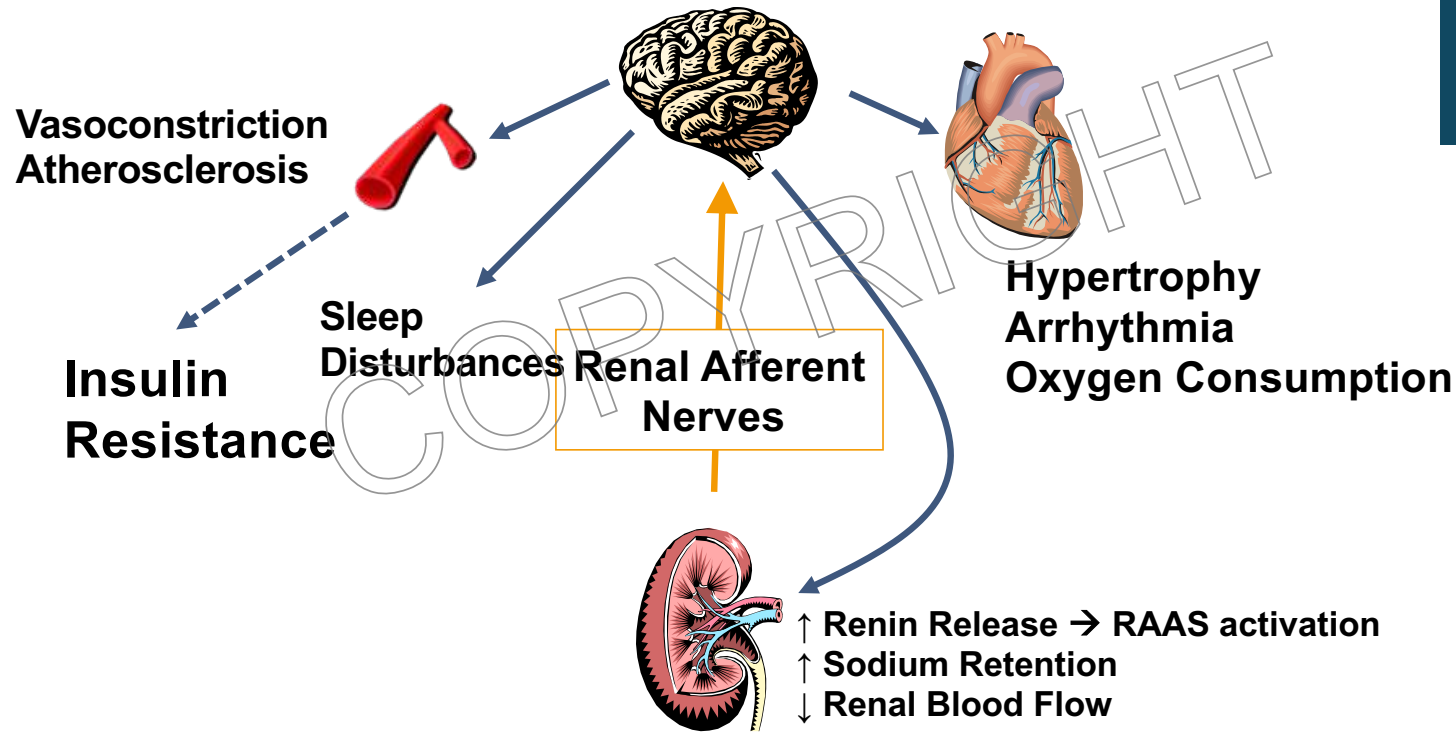 Vasoconstriction
Atherosclerosis
Insulin
Resistance
Sleep
Disturbances
Renal Afferent
Nerves
Hypertrophy
Arrhythmia
Oxygen Consumption
↑ Renin Release → RAAS activation
↑ Sodium Retention
↓ Renal Blood Flow
COPYRIGHT